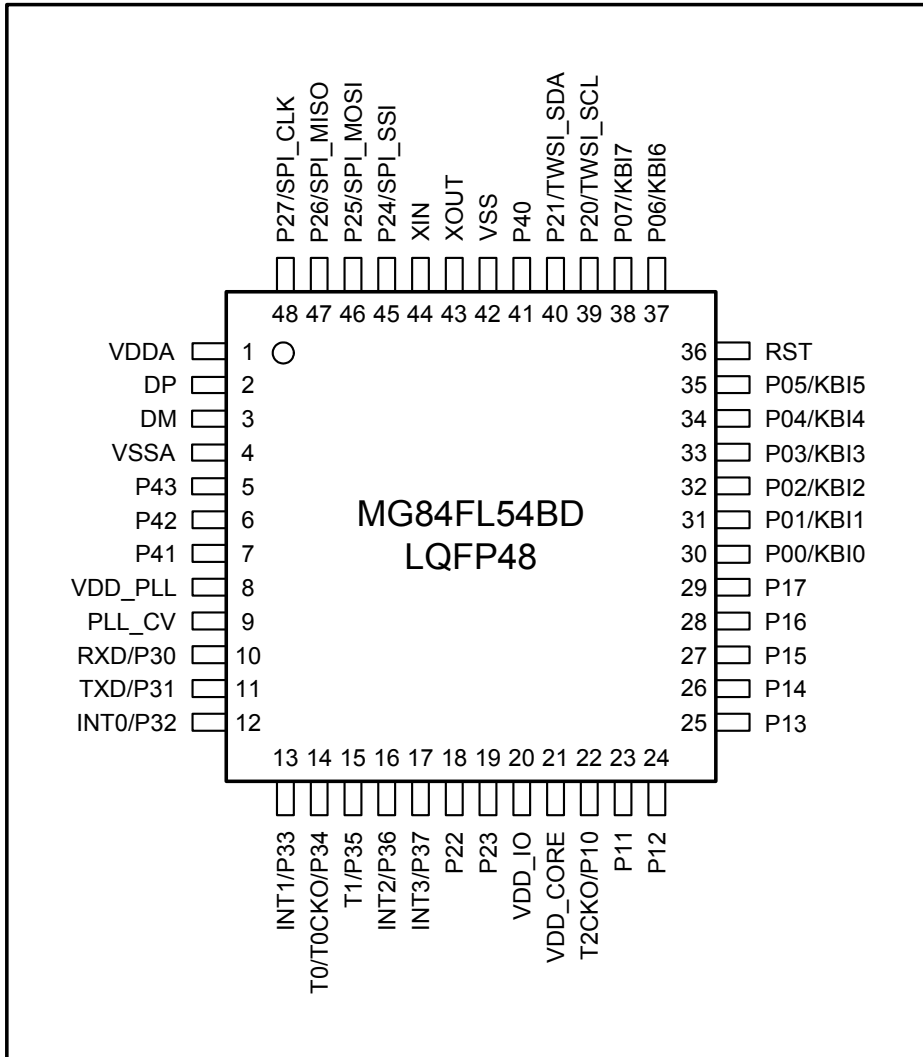 P27/SPI_CLK
P26/SPI_MISO
P25/SPI_MOSI
P24/SPI_SSI
XIN
XOUT
VSS
P40
P21/TWSI_SDA
P20/TWSI_SCL
P07/KBI7
P06/KBI6
48 47 46 45 44 43 42 41 40 39 38 37
VDDA 1
DP 2
DM 3
VSSA 4
P43 5
P42 6
P41 7
VDD_PLL 8
PLL_CV 9
RXD/P30 10
TXD/P31 11
INT0/P32 12
MG84FL54BD
LQFP48
36 RST
35 P05/KBI5
34 P04/KBI4
33 P03/KBI3
32 P02/KBI2
31 P01/KBI1
30 P00/KBI0
29 P17
28 P16
27 P15
26 P14
25 P13
13 14 15 16 17 18 19 20 21 22 23 24
INT1/P33
T0/T0CKO/P34
T1/P35
INT2/P36
INT3/P37
P22
P23
VDD_IO
VDD_CORE
T2CKO/P10
P11
P12